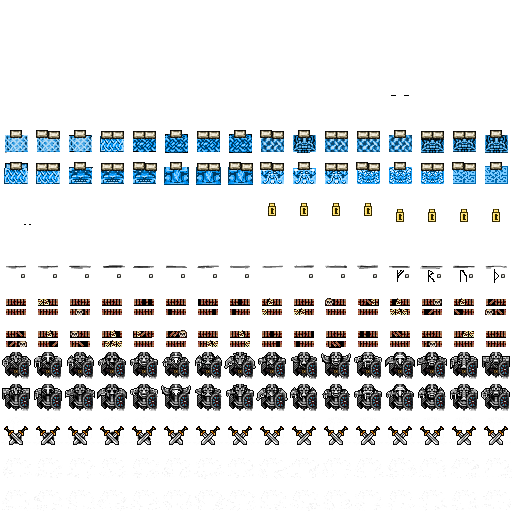 ᚠ ᚱ ᚢ ᚦ